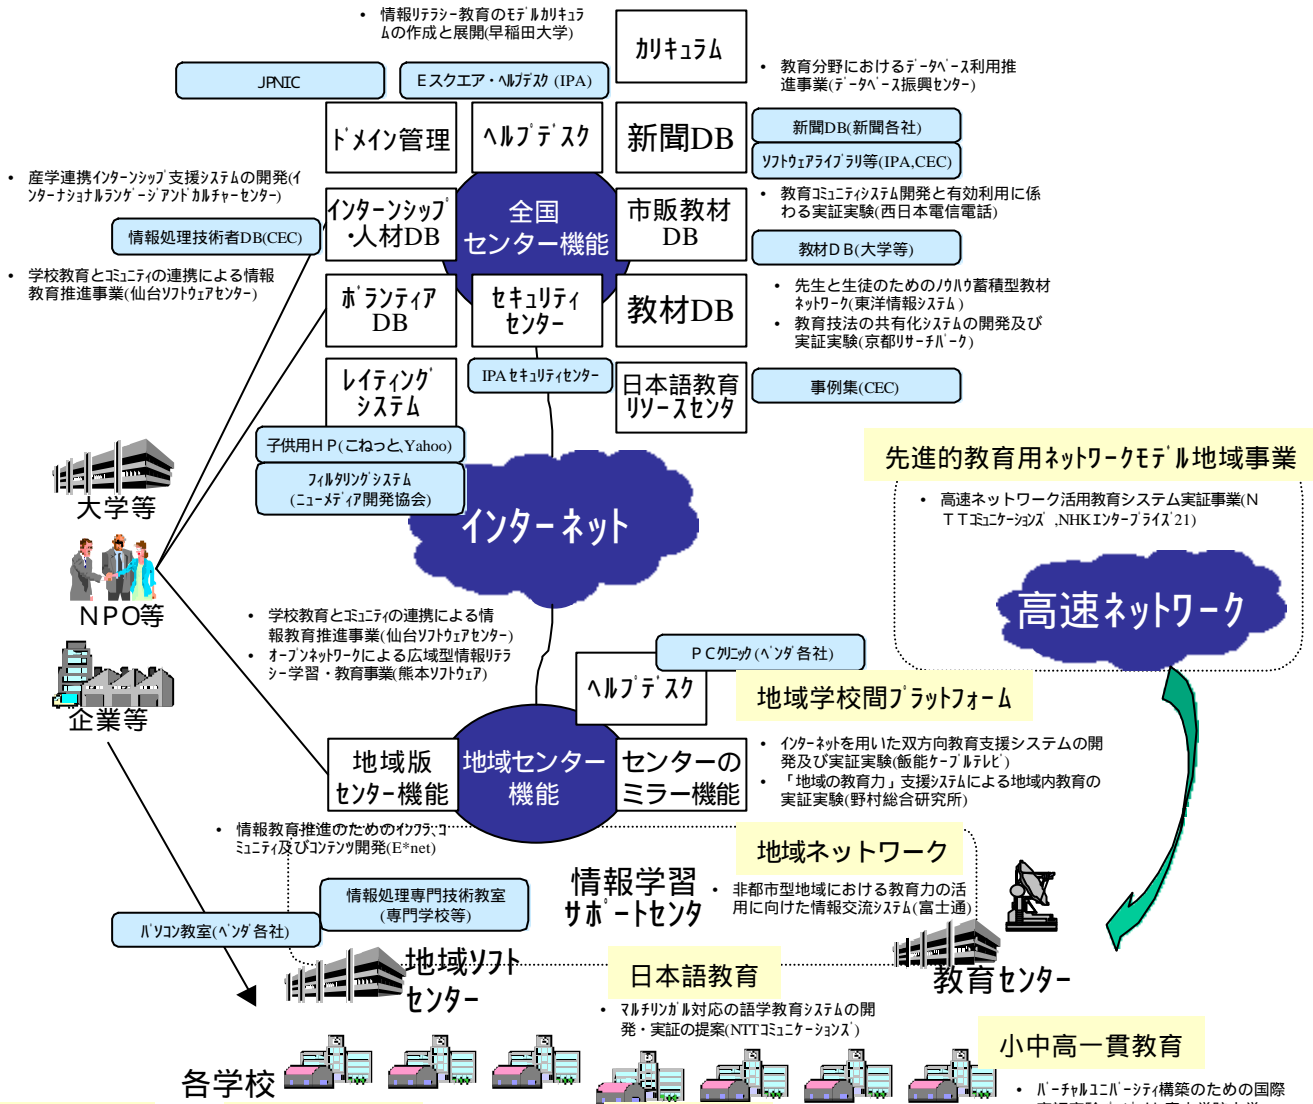 • 情報ﾘﾃﾗｼｰ教育のﾓﾃﾞﾙｶﾘｷｭﾗ
ﾑの作成と展開(早稲田大学)
カリキュラム
• 教育分野におけるﾃﾞｰﾀﾍﾞｰｽ利用推
進事業(ﾃﾞｰﾀﾍﾞｰｽ振興センター)
JPNIC
Ｅスクエア・ﾍﾙﾌﾟﾃﾞｽｸ (IPA)
ドメイン管理
ヘルプデスク
新聞DB
新聞DB(新聞各社)
ｿﾌﾄｳｪｱﾗｲﾌﾞﾗﾘ等(IPA,CEC)
• 産学連携ｲﾝﾀｰﾝｼｯﾌﾟ支援ｼｽﾃﾑの開発(ｲ
ﾝﾀｰﾅｼｮﾅﾙﾗﾝｹﾞｰｼﾞｱﾝﾄﾞｶﾙﾁｬｰセンター)
インターンシップ
・人材DB
全国
センター機能
市販教材
DB
• 教育ｺﾐｭﾆﾃｨｼｽﾃﾑ開発と有効利用に係
わる実証実験(西日本電信電話)
情報処理技術者DB(CEC)
教材ＤＢ(大学等)
• 学校教育とｺﾐｭﾆﾃｨの連携による情報
教育推進事業(仙台ｿﾌﾄｳｪｱセンター)
ボランティア
DB
セキュリティ
センター
教材DB
• 先生と生徒のためのﾉｳﾊｳ蓄積型教材
ﾈｯﾄﾜｰｸ(東洋情報ｼｽﾃﾑ)
• 教育技法の共有化ｼｽﾃﾑの開発及び
実証実験(京都ﾘｻｰﾁﾊﾟｰｸ)
レイティング
システム
IPAｾｷｭﾘﾃｨセンター
日本語教育
リソースセンタ
事例集(CEC)
子供用ＨＰ(こねっと,Yahoo)
ﾌｨﾙﾀﾘﾝｸﾞｼｽﾃﾑ
(ﾆｭｰﾒﾃﾞｨｱ開発協会)
先進的教育用ﾈｯﾄﾜｰｸﾓﾃﾞﾙ地域事業
大学等
インターネット
• 高速ネットワーク活用教育システム実証事業(Ｎ
ＴＴｺﾐｭﾆｹｰｼｮﾝｽﾞ,NHKｴﾝﾀｰﾌﾟﾗｲｽﾞ21)
高速ネットワーク
ＮＰＯ等
• 学校教育とｺﾐｭﾆﾃｨの連携による情
報教育推進事業(仙台ｿﾌﾄｳｪｱセンター)
• ｵｰﾌﾟﾝﾈｯﾄﾜｰｸによる広域型情報ﾘﾃﾗ
ｼｰ学習・教育事業(熊本ｿﾌﾄｳｪｱ)
ＰＣｸﾘﾆｯｸ(ﾍﾞﾝﾀﾞ各社)
ヘルプデスク
企業等
地域学校間プラットフォーム
地域版
センター機能
地域センター
機能
センターの
ミラー機能
• ｲﾝﾀｰﾈｯﾄを用いた双方向教育支援システムの開
発及び実証実験(飯能ｹｰﾌﾞﾙﾃﾚﾋﾞ)
• 「地域の教育力」支援ｼｽﾃﾑによる地域内教育の
実証実験(野村総合研究所)
• 情報教育推進のためのｲﾝﾌﾗ､ｺ
ﾐｭﾆﾃｨ及びｺﾝﾃﾝﾂ開発(E*net)
地域ネットワーク
情報学習
サポートセンタ
• 非都市型地域における教育力の活
用に向けた情報交流ｼｽﾃﾑ(富士通)
情報処理専門技術教室
(専門学校等)
ﾊﾟｿｺﾝ教室(ﾍﾞﾝﾀﾞ各社)
地域ソフト
センター
日本語教育
教育センター
• ﾏﾙﾁﾘﾝｶﾞﾙ対応の語学教育ｼｽﾃﾑの開
発・実証の提案(NTTｺﾐｭﾆｹｰｼｮﾝｽﾞ)
小中高一貫教育
各学校
• ﾊﾞｰﾁｬﾙﾕﾆﾊﾞｰｼﾃｨ構築のための国際